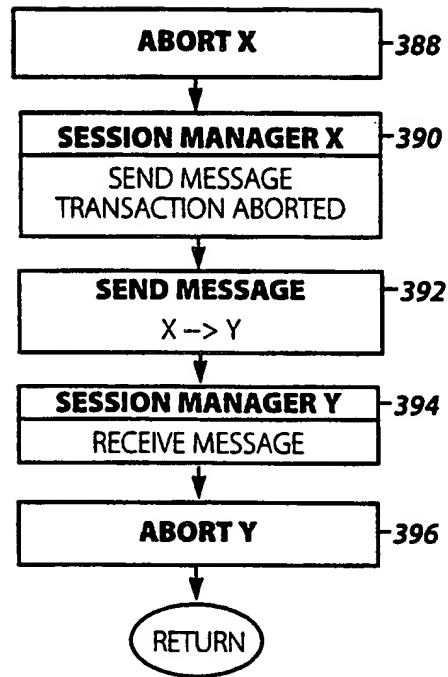 ABORT X
388
SESSION MANAGER X
390
SEND MESSAGE
TRANSACTION ABORTED
SEND MESSAGE
392
X --> Y
SESSION MANAGER Y
394
RECEIVE MESSAGE
ABORT Y
396
RETURN